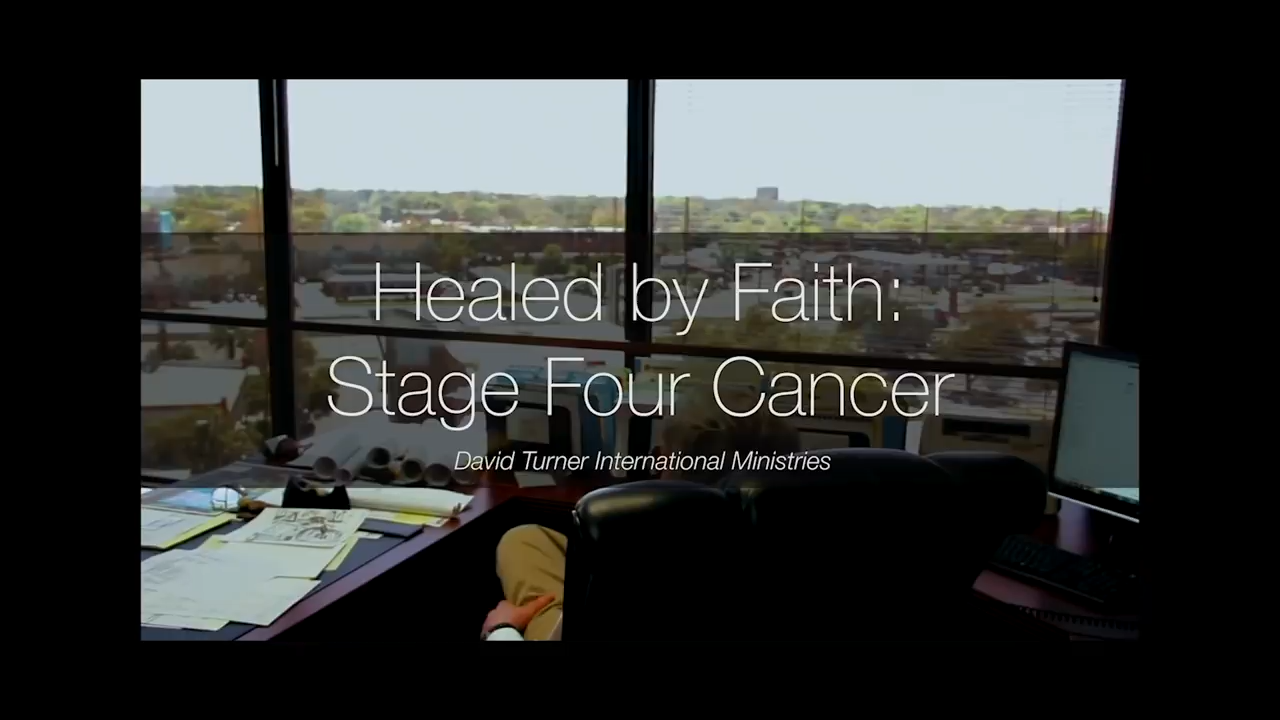 Healed by Faith:
Stage Four Cancer
David Turner International Ministries